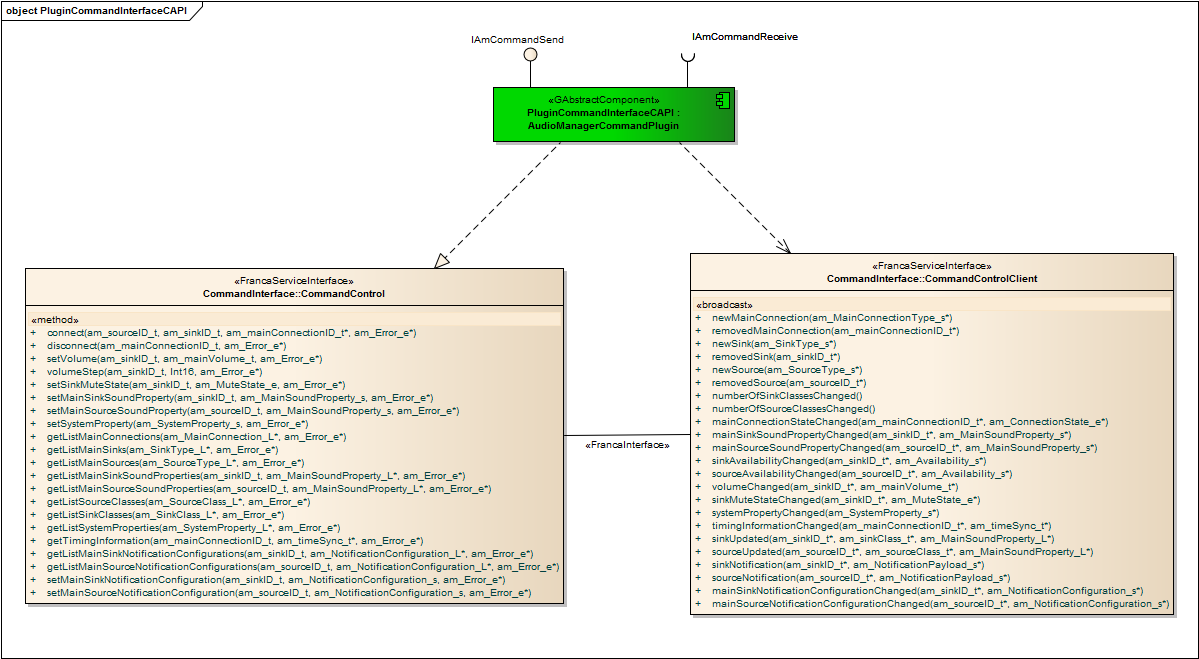 object PluginCommandInterfaceCAPI
IAmCommandSend
IAmCommandReceive
«GAbstractComponent»
PluginCommandInterfaceCAPI :
AudioManagerCommandPlugin
«FrancaServiceInterface»
CommandInterface::CommandControl
«method»
+ connect(am_sourceID_t, am_sinkID_t, am_mainConnectionID_t*, am_Error_e*)
+ disconnect(am_mainConnectionID_t, am_Error_e*)
+ setVolume(am_sinkID_t, am_mainVolume_t, am_Error_e*)
+ volumeStep(am_sinkID_t, Int16, am_Error_e*)
+ setSinkMuteState(am_sinkID_t, am_MuteState_e, am_Error_e*)
+ setMainSinkSoundProperty(am_sinkID_t, am_MainSoundProperty_s, am_Error_e*)
+ setMainSourceSoundProperty(am_sourceID_t, am_MainSoundProperty_s, am_Error_e*)
+ setSystemProperty(am_SystemProperty_s, am_Error_e*)
+ getListMainConnections(am_MainConnection_L*, am_Error_e*)
+ getListMainSinks(am_SinkType_L*, am_Error_e*)
+ getListMainSources(am_SourceType_L*, am_Error_e*)
+ getListMainSinkSoundProperties(am_sinkID_t, am_MainSoundProperty_L*, am_Error_e*)
+ getListMainSourceSoundProperties(am_sourceID_t, am_MainSoundProperty_L*, am_Error_e*)
+ getListSourceClasses(am_SourceClass_L*, am_Error_e*)
+ getListSinkClasses(am_SinkClass_L*, am_Error_e*)
+ getListSystemProperties(am_SystemProperty_L*, am_Error_e*)
+ getTimingInformation(am_mainConnectionID_t, am_timeSync_t*, am_Error_e*)
+ getListMainSinkNotificationConfigurations(am_sinkID_t, am_NotificationConfiguration_L*, am_Error_e*)
+ getListMainSourceNotificationConfigurations(am_sourceID_t, am_NotificationConfiguration_L*, am_Error_e*)
+ setMainSinkNotificationConfiguration(am_sinkID_t, am_NotificationConfiguration_s, am_Error_e*)
+ setMainSourceNotificationConfiguration(am_sourceID_t, am_NotificationConfiguration_s, am_Error_e*)
«FrancaInterface»
«FrancaServiceInterface»
CommandInterface::CommandControlClient
«broadcast»
+ newMainConnection(am_MainConnectionType_s*)
+ removedMainConnection(am_mainConnectionID_t*)
+ newSink(am_SinkType_s*)
+ removedSink(am_sinkID_t*)
+ newSource(am_SourceType_s*)
+ removedSource(am_sourceID_t*)
+ numberOfSinkClassesChanged()
+ numberOfSourceClassesChanged()
+ mainConnectionStateChanged(am_mainConnectionID_t*, am_ConnectionState_e*)
+ mainSinkSoundPropertyChanged(am_sinkID_t*, am_MainSoundProperty_s*)
+ mainSourceSoundPropertyChanged(am_sourceID_t*, am_MainSoundProperty_s*)
+ sinkAvailabilityChanged(am_sinkID_t*, am_Availability_s*)
+ sourceAvailabilityChanged(am_sourceID_t*, am_Availability_s*)
+ volumeChanged(am_sinkID_t*, am_mainVolume_t*)
+ sinkMuteStateChanged(am_sinkID_t*, am_MuteState_e*)
+ systemPropertyChanged(am_SystemProperty_s*)
+ timingInformationChanged(am_mainConnectionID_t*, am_timeSync_t*)
+ sinkUpdated(am_sinkID_t*, am_sinkClass_t*, am_MainSoundProperty_L*)
+ sourceUpdated(am_sourceID_t*, am_sourceClass_t*, am_MainSoundProperty_L*)
+ sinkNotification(am_sinkID_t*, am_NotificationPayload_s*)
+ sourceNotification(am_sourceID_t*, am_NotificationPayload_s*)
+ mainSinkNotificationConfigurationChanged(am_sinkID_t*, am_NotificationConfiguration_s*)
+ mainSourceNotificationConfigurationChanged(am_sourceID_t*, am_NotificationConfiguration_s*)